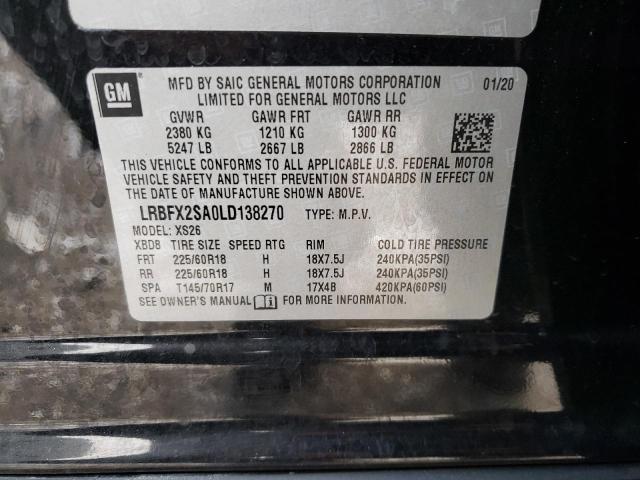 GM
MFD BY SAIC GENERAL MOTORS CORPORATION 01/20
LIMITED FOR GENERAL MOTORS LLC
GVWR GAWR FRT GAWR RR
2380 KG 1210 KG 1300 KG
5247 LB 2667 LB 2866 LB
THIS VEHICLE CONFORMS TO ALL APPLICABLE U.S. FEDERAL MOTOR
VEHICLE SAFETY AND THEFT PREVENTION STANDARDS IN EFFECT ON
THE DATE OF MANUFACTURE SHOWN ABOVE.
LRBFX2SA0LD138270 TYPE: M.P.V.
MODEL: XS26
XBD8 TIRE SIZE SPEED RTG RIM COLD TIRE PRESSURE
FRT 225/60R18 H 18X7.5J 240KPA(35PSI)
RR 225/60R18 H 18X7.5J 240KPA(35PSI)
SPA T145/70R17 M 17X4B 420KPA(60PSI)
SEE OWNER'S MANUAL FOR MORE INFORMATION.